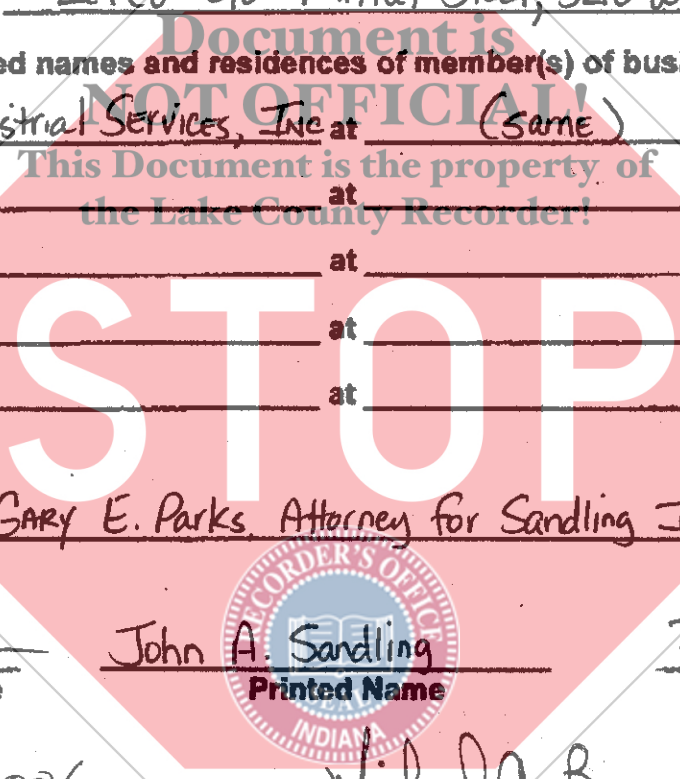 Document is
ed names and residences of member(s) of busi
NOT OFFICIAL!
strial Services, Inc at (same)
This Document is the property of
at
the Lake County Recorder!
at
at
at
STOP
Gary E. Parks, Attorney for Sandling I
RECORDER'S OFFICE
John A. Sandling
Printed Name
SEAL
INDIANA